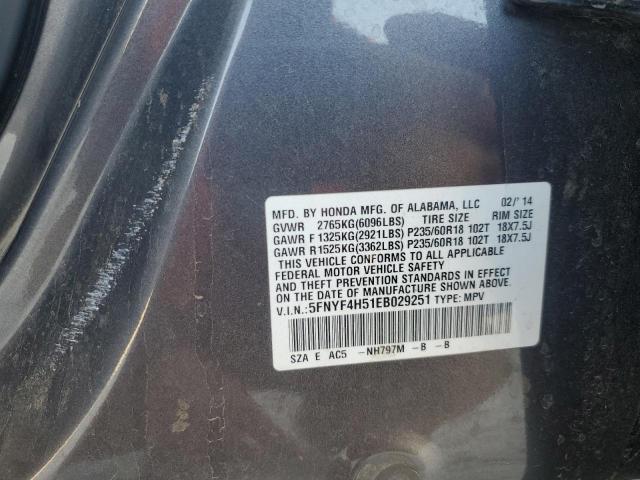 MFD. BY HONDA MFG. OF ALABAMA, LLC 02/'14
GVWR 2765KG(6096LBS) TIRE SIZE RIM SIZE
GAWR F1325KG(2921LBS) P235/60R18 102T 18X7.5J
GAWR R1525KG(3362LBS) P235/60R18 102T 18X7.5J
THIS VEHICLE CONFORMS TO ALL APPLICABLE
FEDERAL MOTOR VEHICLE SAFETY
AND THEFT PREVENTION STANDARDS IN EFFECT
ON THE DATE OF MANUFACTURE SHOWN ABOVE.
V.I.N.:5FNYF4H51EB029251 TYPE: MPV
SZA E AC5 -NH797M -B -B